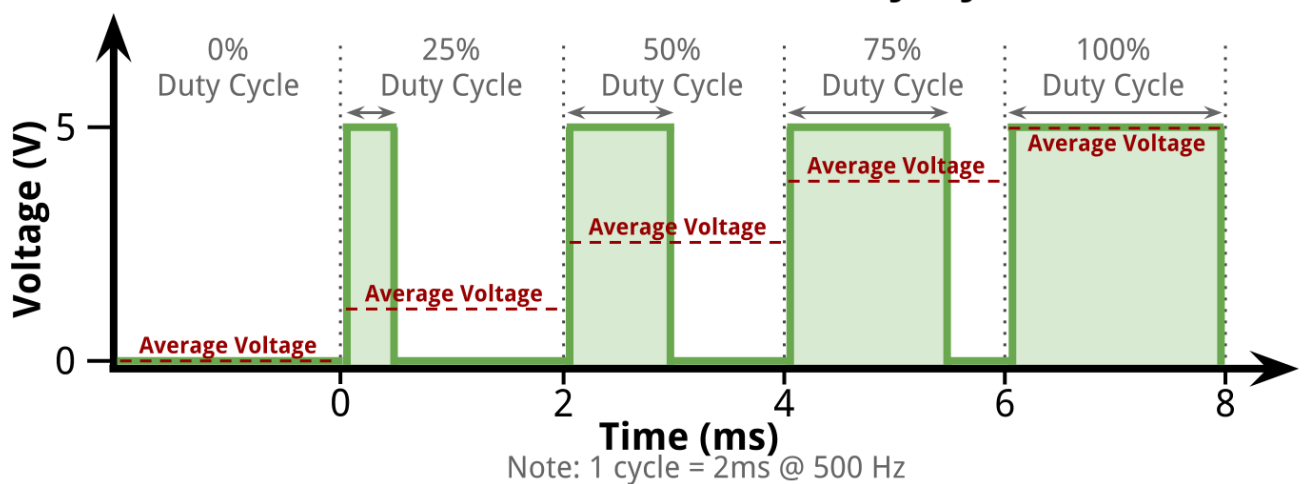 0%
Duty Cycle
25%
Duty Cycle
50%
Duty Cycle
75%
Duty Cycle
100%
Duty Cycle
Voltage (V)
5
0
Average Voltage
Average Voltage
Average Voltage
Average Voltage
Average Voltage
0
2
4
6
8
Time (ms)
Note: 1 cycle = 2ms @ 500 Hz